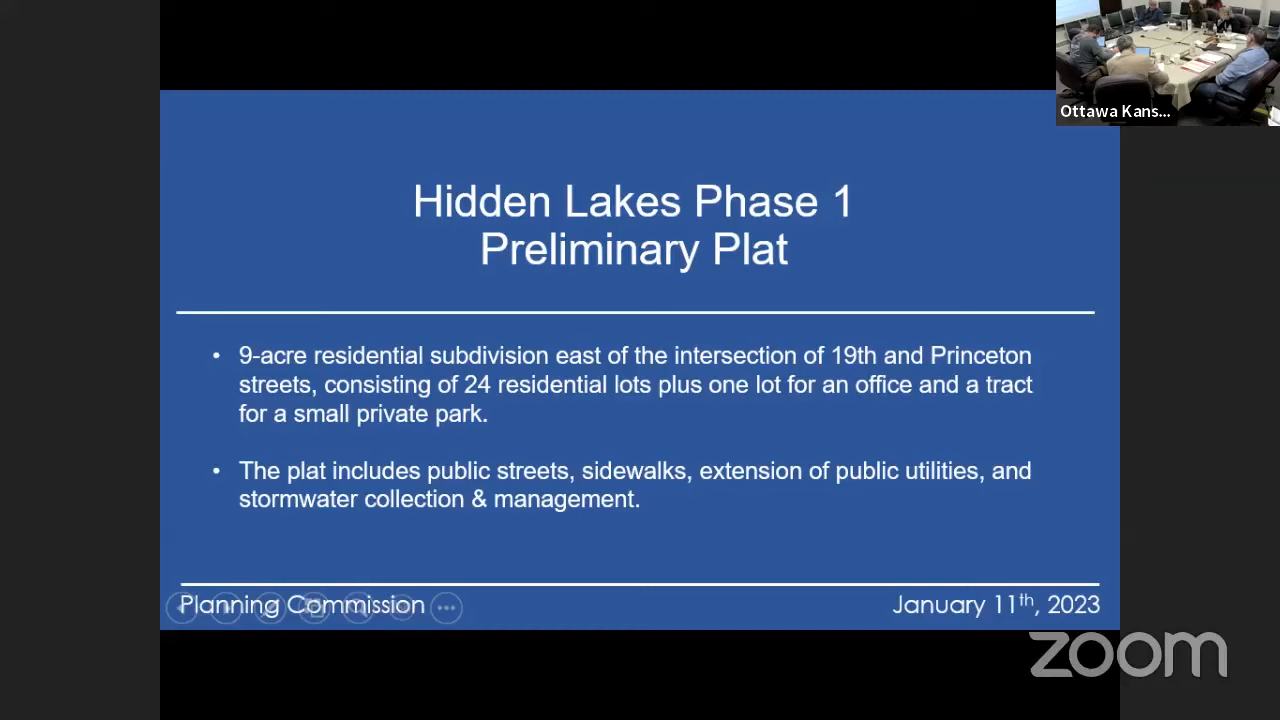 Ottawa Kans...
Hidden Lakes Phase 1
Preliminary Plat
• 9-acre residential subdivision east of the intersection of 19th and Princeton
streets, consisting of 24 residential lots plus one lot for an office and a tract
for a small private park.
• The plat includes public streets, sidewalks, extension of public utilities, and
stormwater collection & management.
Planning Commission
January 11th, 2023
zoom